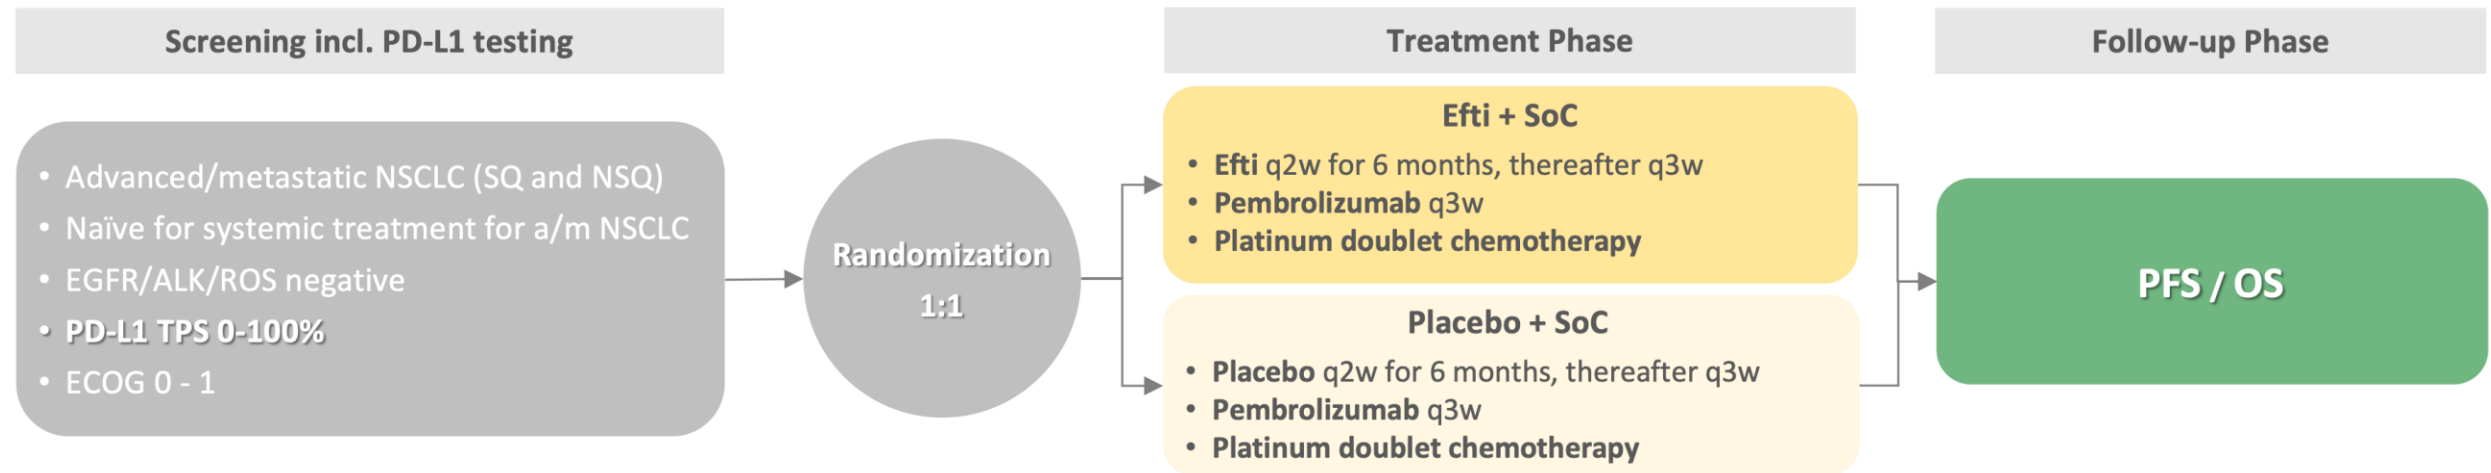 Screening incl. PD-L1 testing
• Advanced/metastatic NSCLC (SQ and NSQ)
• Naïve for systemic treatment for a/m NSCLC
• EGFR/ALK/ROS negative
• PD-L1 TPS 0-100%
• ECOG 0 - 1
Randomization
1:1
Treatment Phase
Efti + SoC
• Efti q2w for 6 months, thereafter q3w
• Pembrolizumab q3w
• Platinum doublet chemotherapy
Placebo + SoC
• Placebo q2w for 6 months, thereafter q3w
• Pembrolizumab q3w
• Platinum doublet chemotherapy
Follow-up Phase
PFS / OS